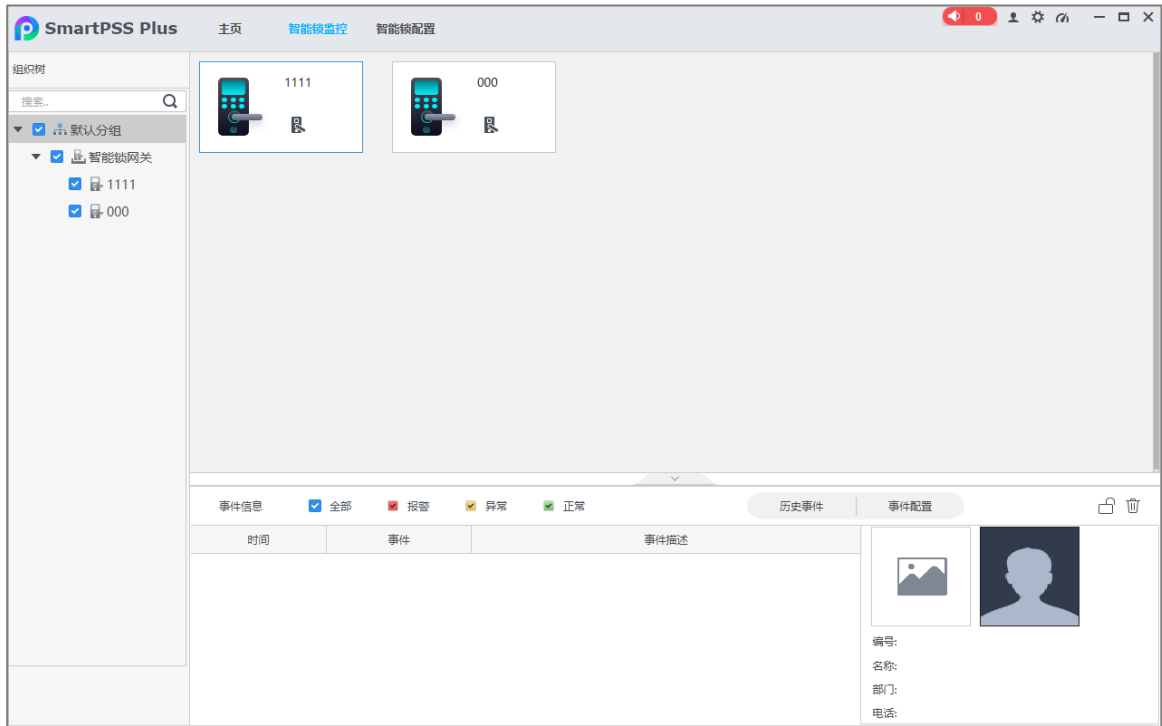 SmartPSS Plus 主页 智能锁监控 智能锁配置 0
组织树
搜索..
默认分组
智能锁网关
1111
000
1111
000
事件信息 全部 报警 异常 正常 历史事件 事件配置
时间 事件 事件描述
编号:
名称:
部门:
电话: